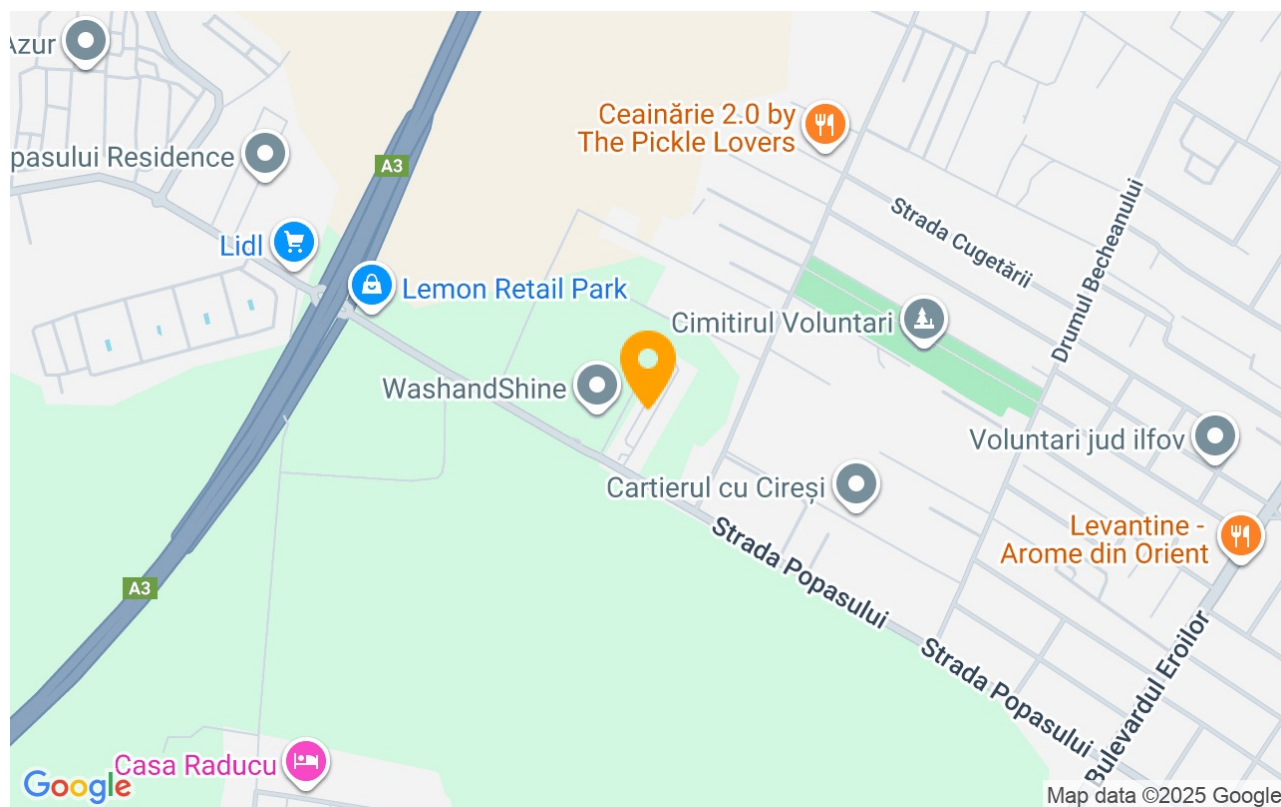 Azur
pasului Residence
A3
Ceainărie 2.0 by
The Pickle Lovers
Strada Cugetării
Drumul Becheanului
Lidl
Lemon Retail Park
Cimitirul Voluntari
WashandShine
Voluntari jud ilfov
Cartierul cu Cireși
Levantine -
Arome din Orient
Strada Popasului
A3
Strada Popasului
Bulevardul Eroilor
Casa Raducu
Google
Map data ©2025 Google